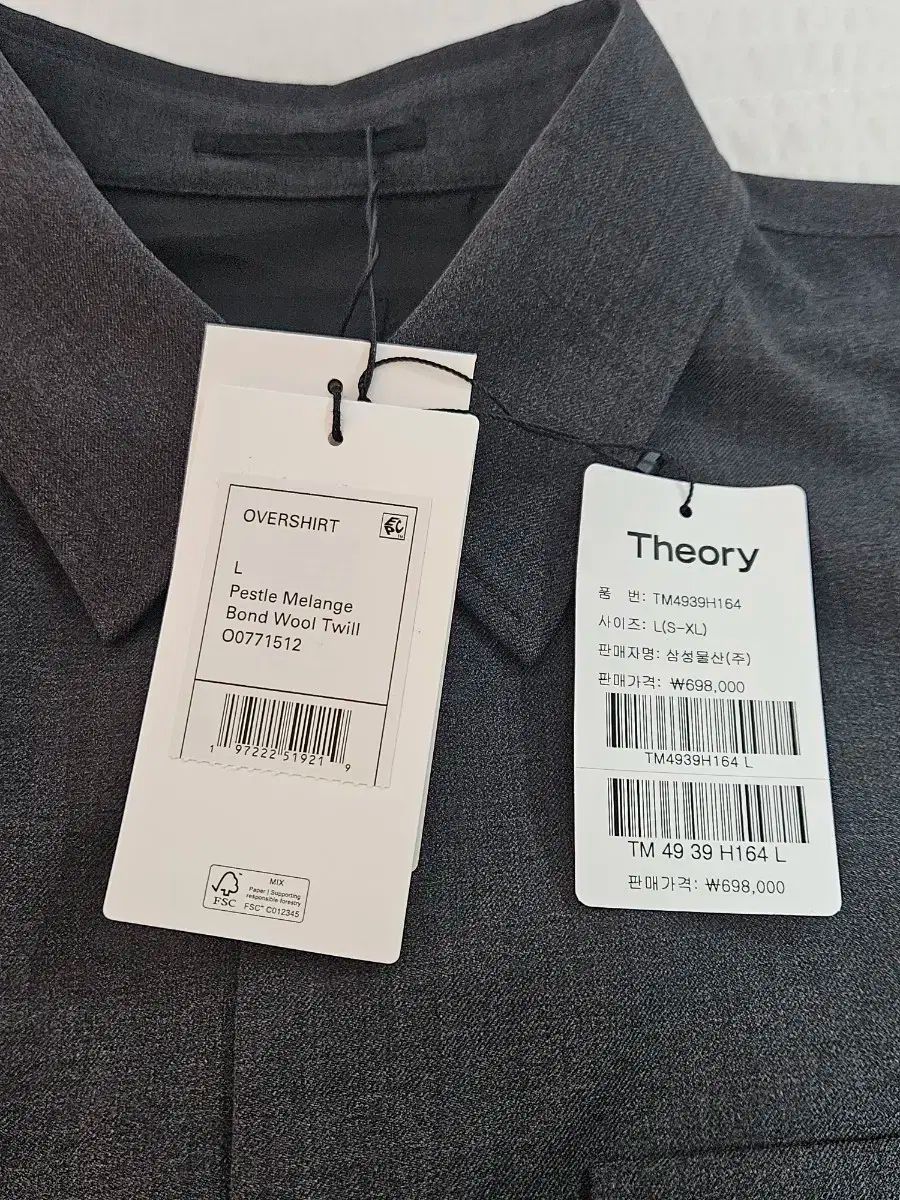 OVERSHIRT
L
Pestle Melange
Bond Wool Twill
O0771512
1 97222 51921 9
MIX
Paper | Supporting
responsible forestry
FSC
FSC® C012345
Theory
품 번: TM4939H164
사이즈: L(S-XL)
판매자명: 삼성물산(주)
판매가격: ₩698,000
TM4939H164 L
TM 49 39 H164 L
판매가격: ₩698,000